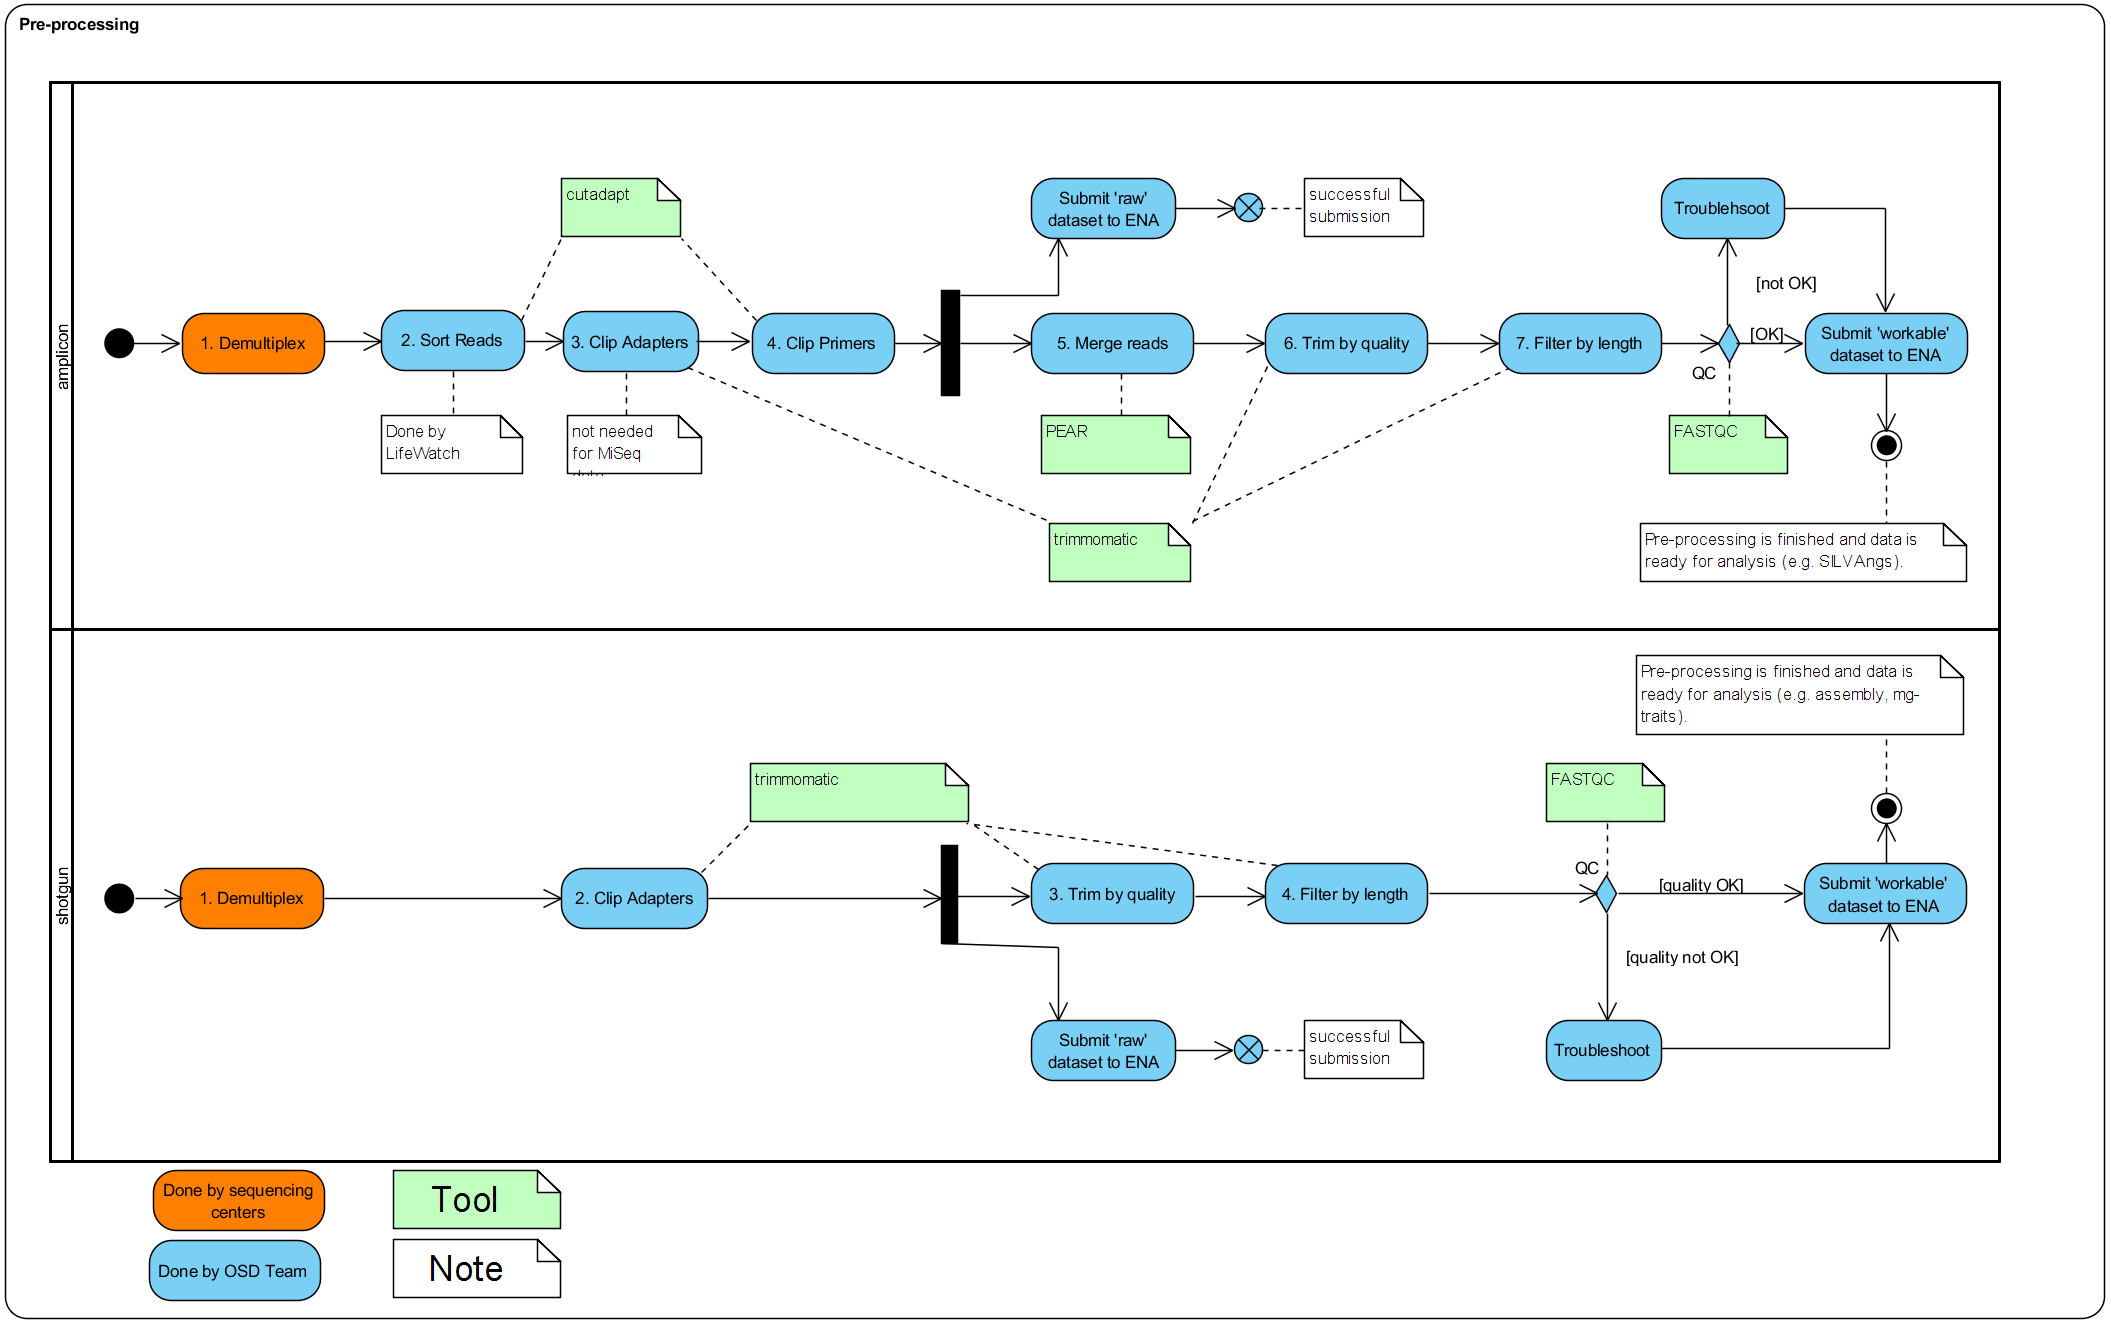 Pre-processing
amplicon
cutadapt
Submit 'raw'
dataset to ENA
successful
submission
Troublehsoot
[not OK]
1. Demultiplex
2. Sort Reads
3. Clip Adapters
4. Clip Primers
5. Merge reads
6. Trim by quality
7. Filter by length
[OK]
QC
Submit 'workable'
dataset to ENA
Done by
LifeWatch
not needed
for MiSeq
PEAR
FASTQC
trimmomatic
Pre-processing is finished and data is
ready for analysis (e.g. SILVAngs).
shotgun
Pre-processing is finished and data is
ready for analysis (e.g. assembly, mg-
traits).
trimmomatic
FASTQC
QC
1. Demultiplex
2. Clip Adapters
3. Trim by quality
4. Filter by length
[quality OK]
Submit 'workable'
dataset to ENA
[quality not OK]
Submit 'raw'
dataset to ENA
successful
submission
Troubleshoot
Done by sequencing
centers
Tool
Done by OSD Team
Note